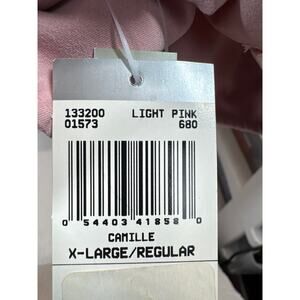 133200 LIGHT PINK
01573 680
0 54403 41858 0
CAMILLE
X-LARGE/REGULAR